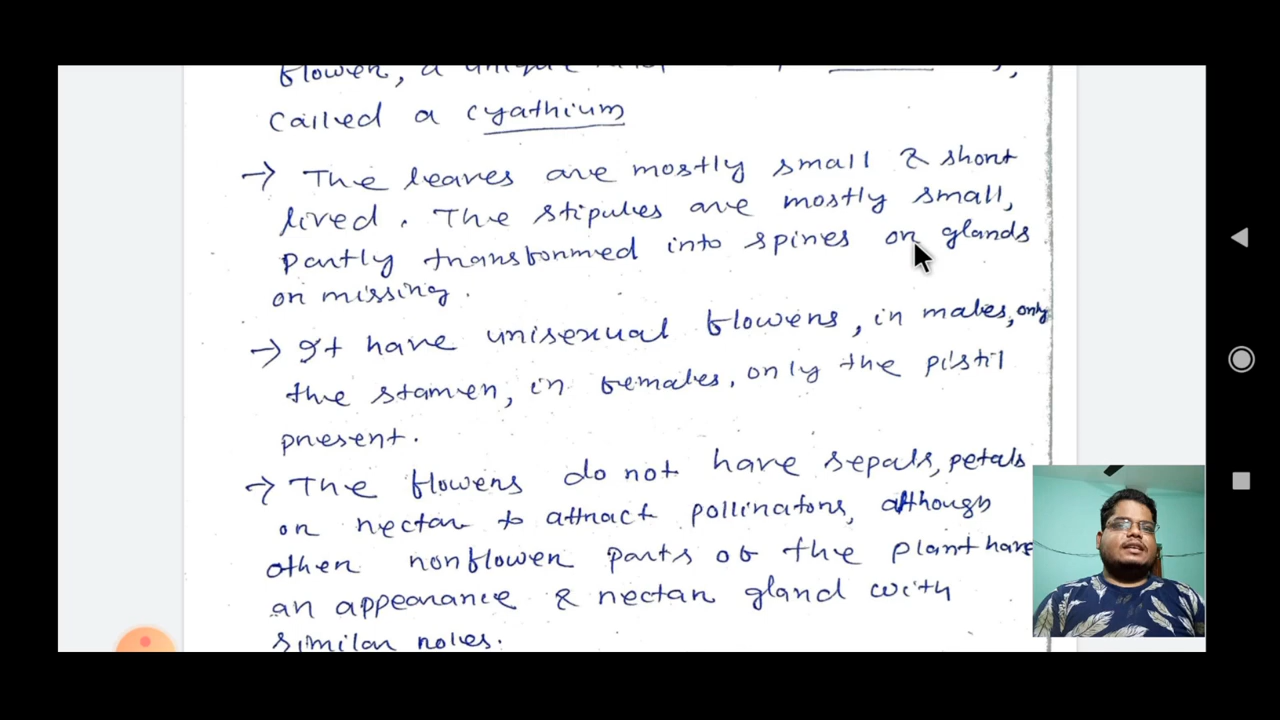 flower, a unique
called a cyathium
→ The leaves are mostly small & short
lived. The stipules are mostly small,
partly transformed into spines or glands
or missing.
→ It have unisexual flowers, in males, only
the stamen, in females, only the pistil
present.
→ The flowers do not have sepals, petals
or nectar to attract pollinators, although
other nonflower parts of the plant have
an appearance & nectar gland with
similar roles.